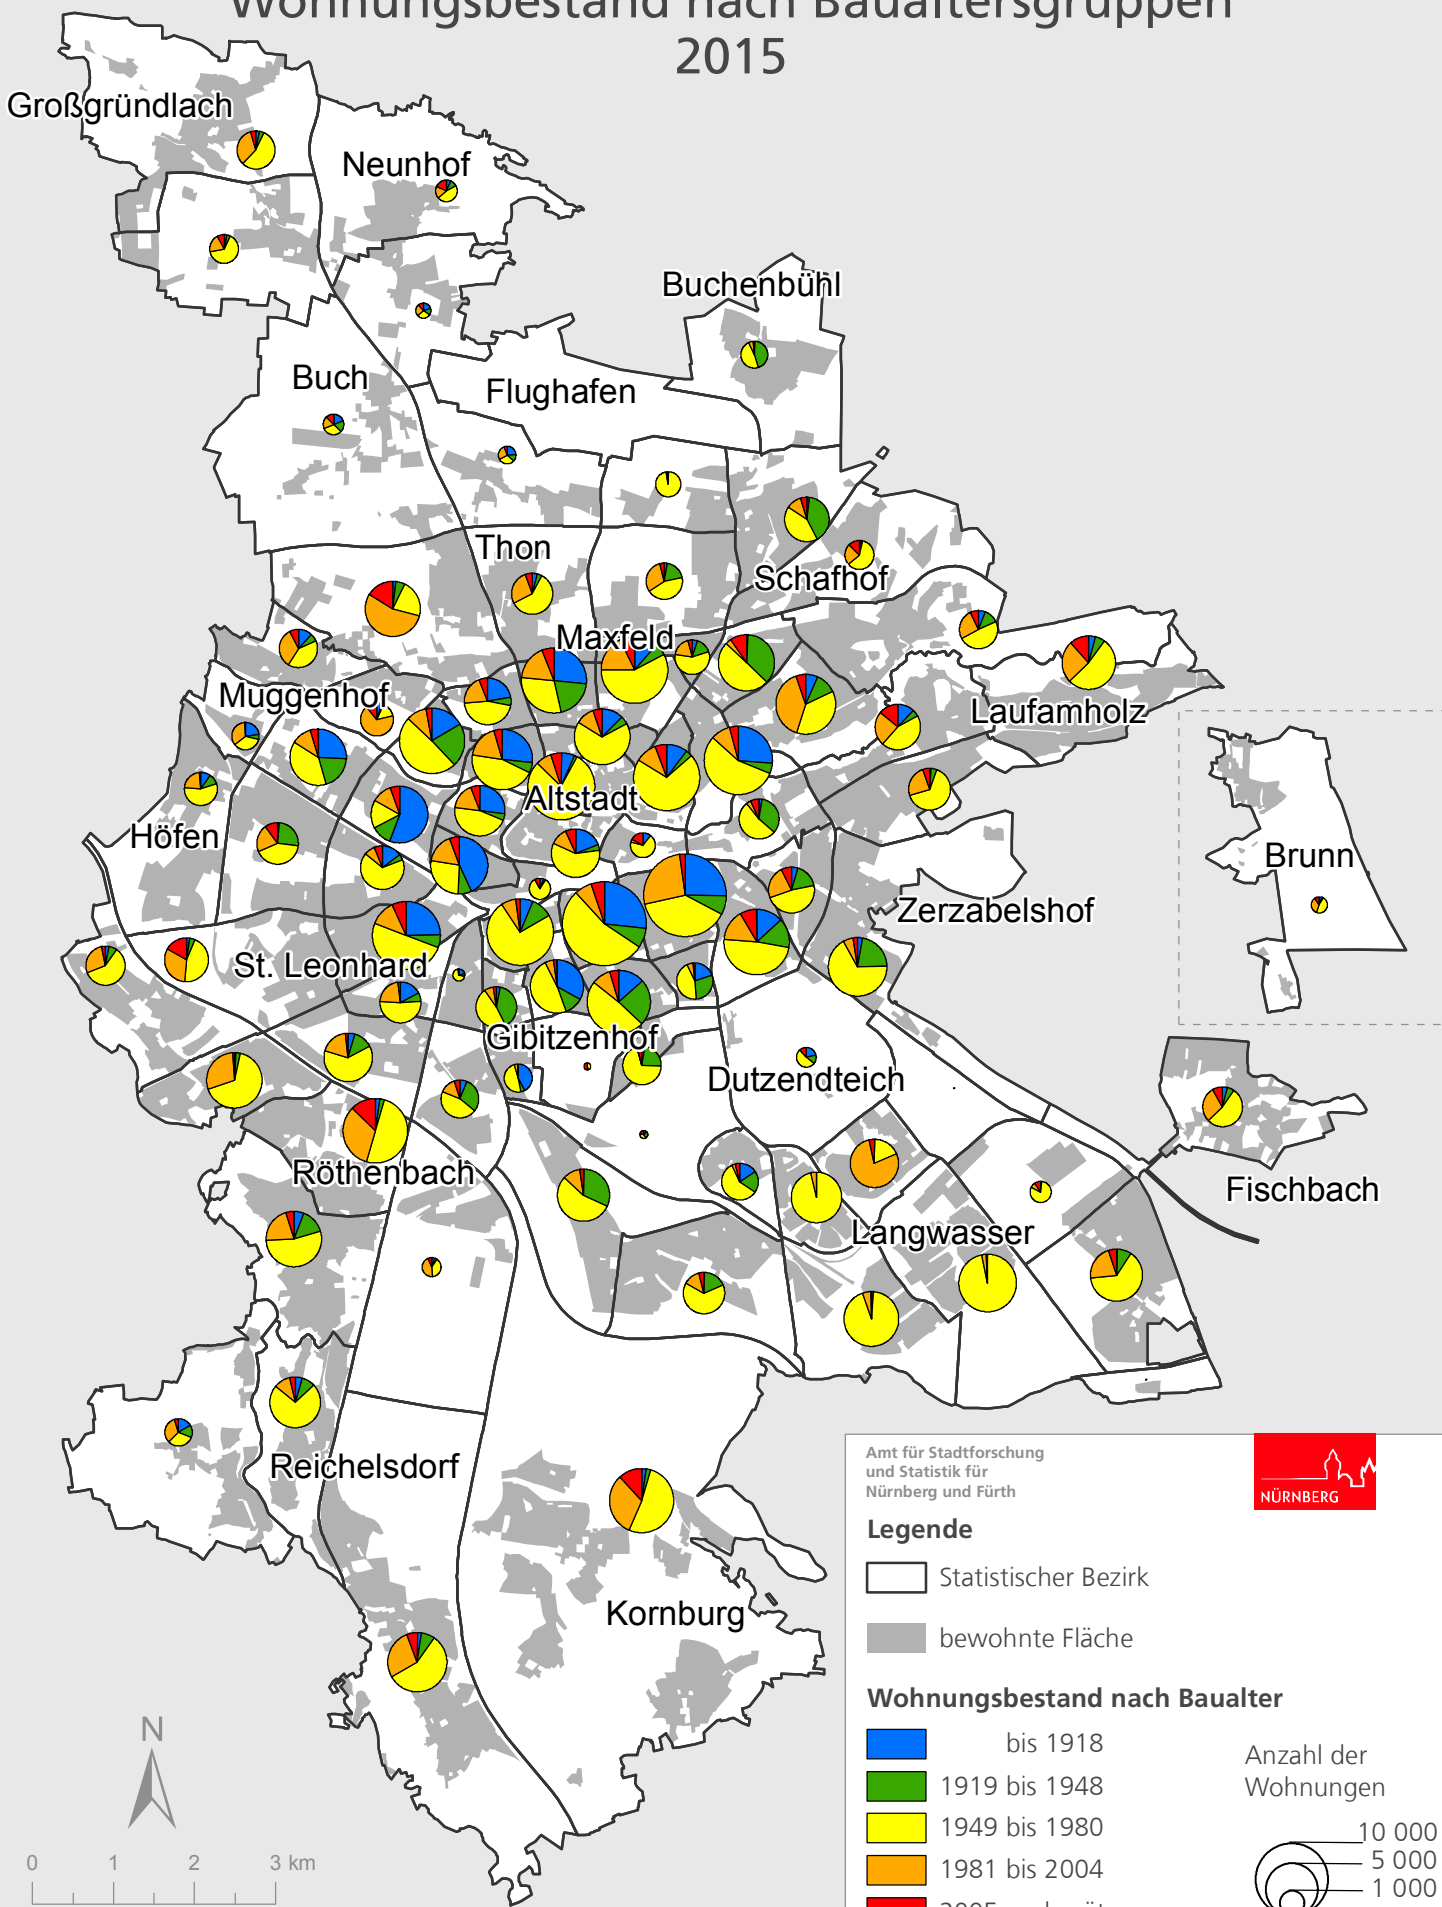 Wohnungsbestand nach Baualtersgruppen
2015
Großgründlach
Neunhof
Buchenbühl
Buch
Flughafen
Thon
Schafhof
Maxfeld
Muggenhof
Laufamholz
Altstadt
Höfen
Brunn
Zerzabelshof
St. Leonhard
Gibitzenhof
Dutzendteich
Röthenbach
Fischbach
Langwasser
Reichelsdorf
Kornburg
Amt für Stadtforschung
und Statistik für
Nürnberg und Fürth
NÜRNBERG
Legende
Statistischer Bezirk
bewohnte Fläche
Wohnungsbestand nach Baualter
bis 1918
1919 bis 1948
1949 bis 1980
1981 bis 2004
Anzahl der
Wohnungen
10 000
5 000
1 000
N
0 1 2 3 km